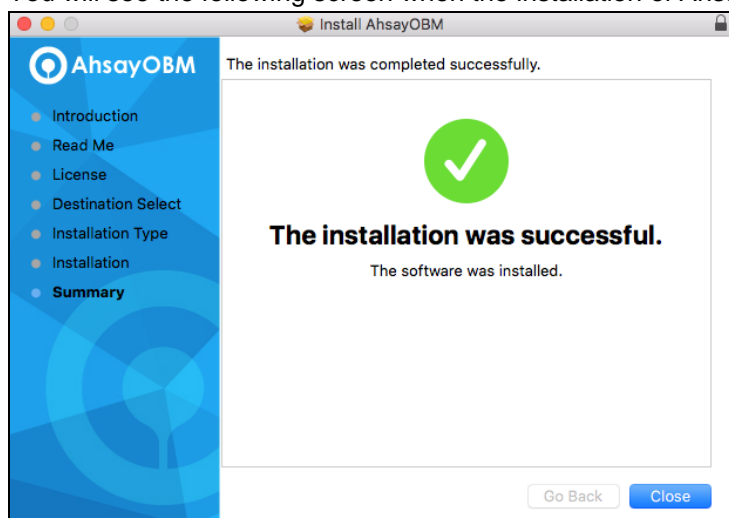 Install AhsayOBM
AhsayOBM
The installation was completed successfully.
Introduction
Read Me
License
Destination Select
Installation Type
Installation
Summary
The installation was successful.
The software was installed.
Go Back
Close